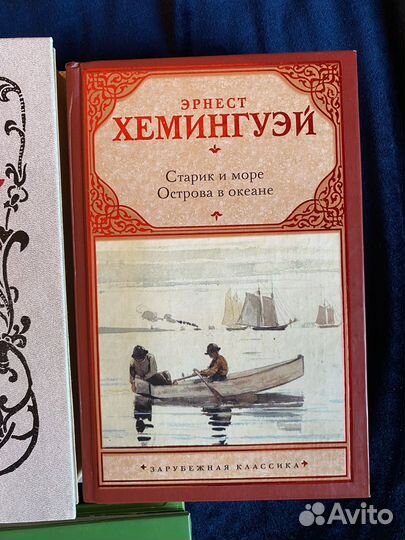 ЭРНЕСТ
ХЕМИНГУЭЙ
Старик и море
Острова в океане
ЗАРУБЕЖНАЯ КЛАССИКА
Avito